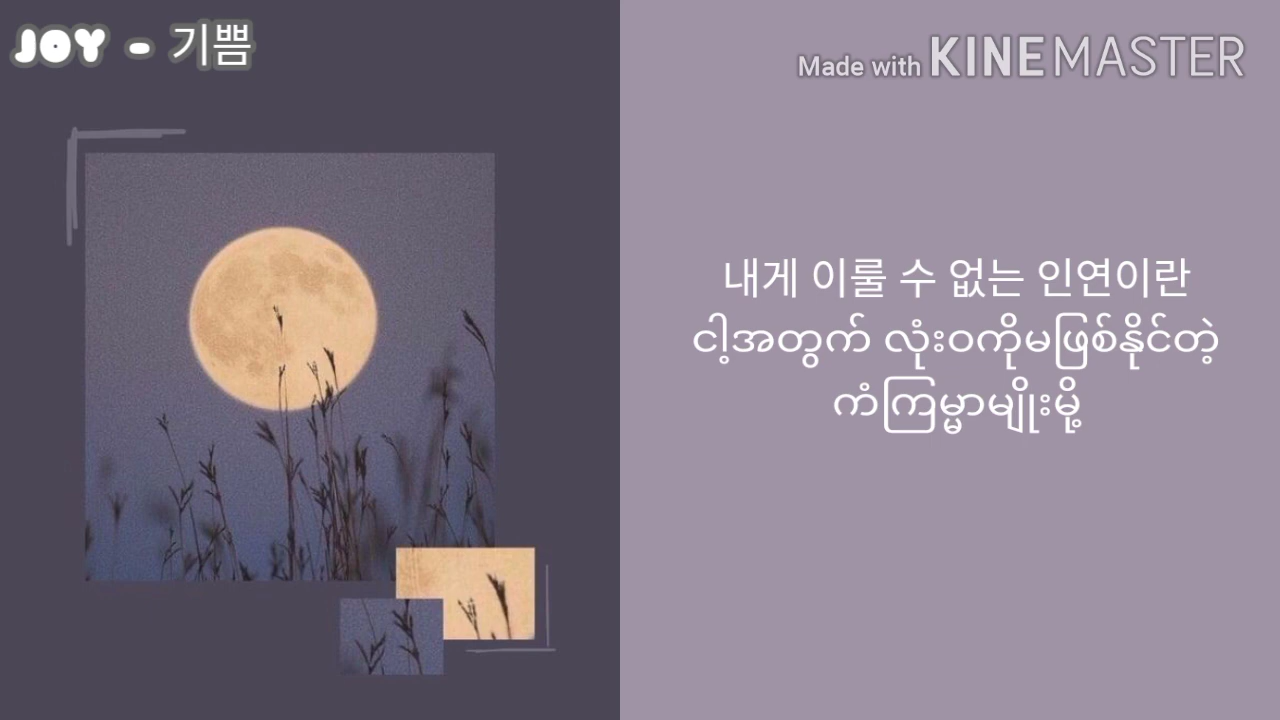 JOY - 기쁨
Made with KINEMASTER
내게 이룰 수 없는 인연이란
ငါ့အတွက် လုံးဝကိုမဖြစ်နိုင်တဲ့
ကံကြမ္မာမျိုးမို့